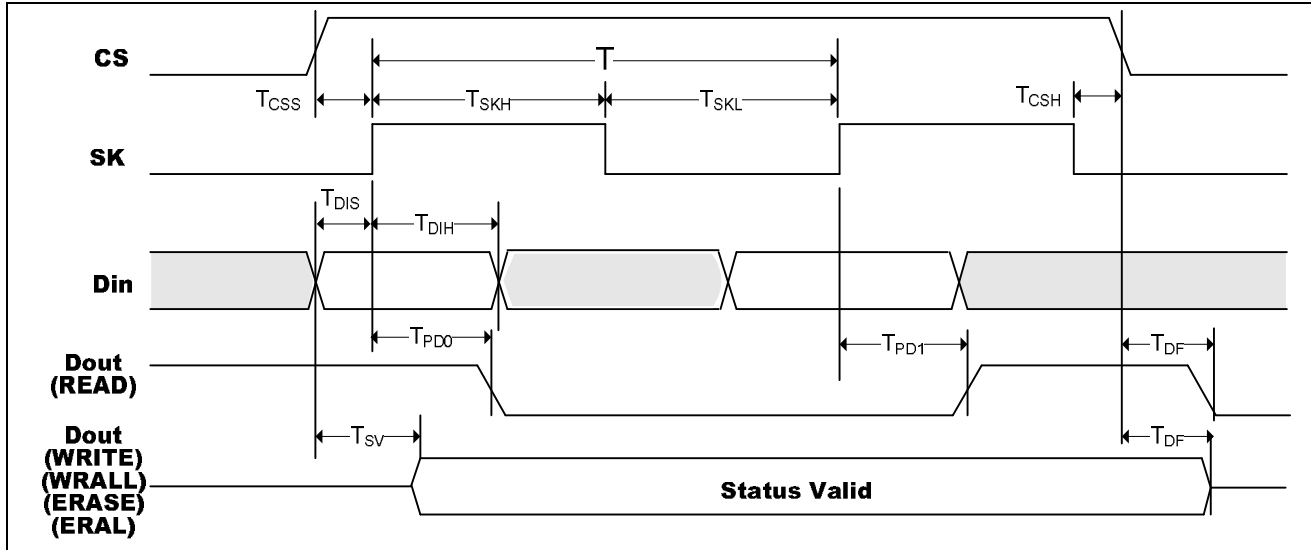 CS
T
TCSS
TSKH
TSKL
TCSH
SK
TDIS
TDIH
Din
TPD0
TPD1
TDF
Dout
(READ)
Dout
(WRITE)
(WRALL)
(ERASE)
(ERAL)
TSV
TDF
Status Valid